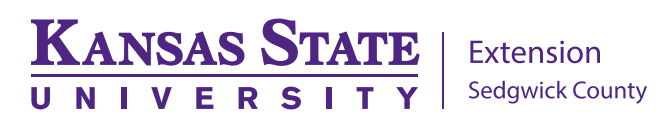 KANSAS STATE
UNIVERSITY
Extension
Sedgwick County